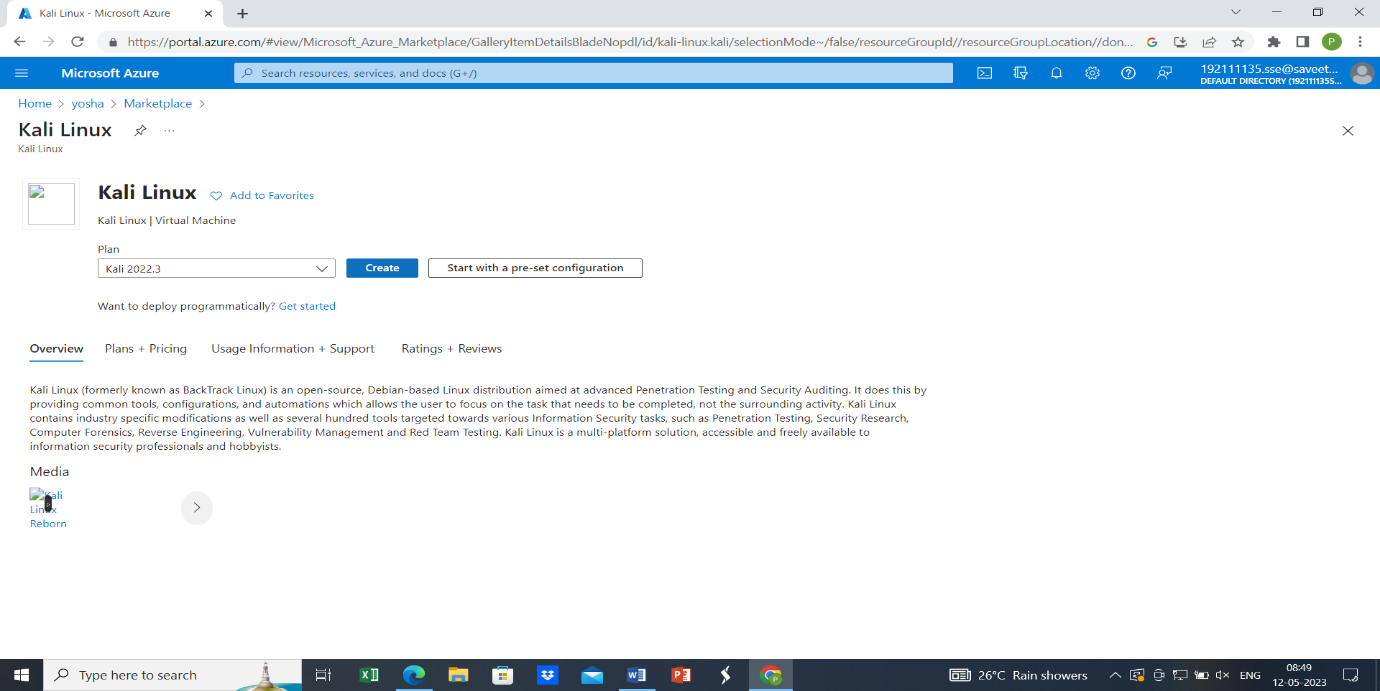 Kali Linux - Microsoft Azure
https://portal.azure.com/#view/Microsoft_Azure_Marketplace/GalleryItemDetailsBladeNopdl/id/kali-linux.kali/selectionMode~/false/resourceGroupId//resourceGroupLocation//don...
P
Microsoft Azure
Search resources, services, and docs (G+/)
192111135.sse@saveet...
DEFAULT DIRECTORY (192111135S...
Home > yosha > Marketplace >
Kali Linux
...
Kali Linux
Kali Linux
Add to Favorites
Kali Linux | Virtual Machine
Plan
Kali 2022.3
Create
Start with a pre-set configuration
Want to deploy programmatically? Get started
Overview
Plans + Pricing
Usage Information + Support
Ratings + Reviews
Kali Linux (formerly known as BackTrack Linux) is an open-source, Debian-based Linux distribution aimed at advanced Penetration Testing and Security Auditing. It does this by
providing common tools, configurations, and automations which allows the user to focus on the task that needs to be completed, not the surrounding activity. Kali Linux
contains industry specific modifications as well as several hundred tools targeted towards various Information Security tasks, such as Penetration Testing, Security Research,
Computer Forensics, Reverse Engineering, Vulnerability Management and Red Team Testing. Kali Linux is a multi-platform solution, accessible and freely available to
information security professionals and hobbyists.
Media
Kali
Linux
Reborn
Type here to search
26°C Rain showers
ENG
08:49
12-05-2023